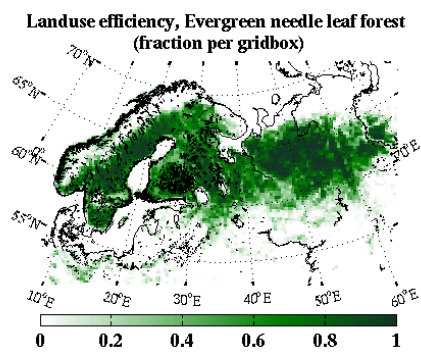 Landuse efficiency, Evergreen needle leaf forest
(fraction per gridbox)
70°N
65°N
60°N
55°N
70°E
10°E 20°E 30°E 40°E 50°E 60°E
0 0.2 0.4 0.6 0.8 1